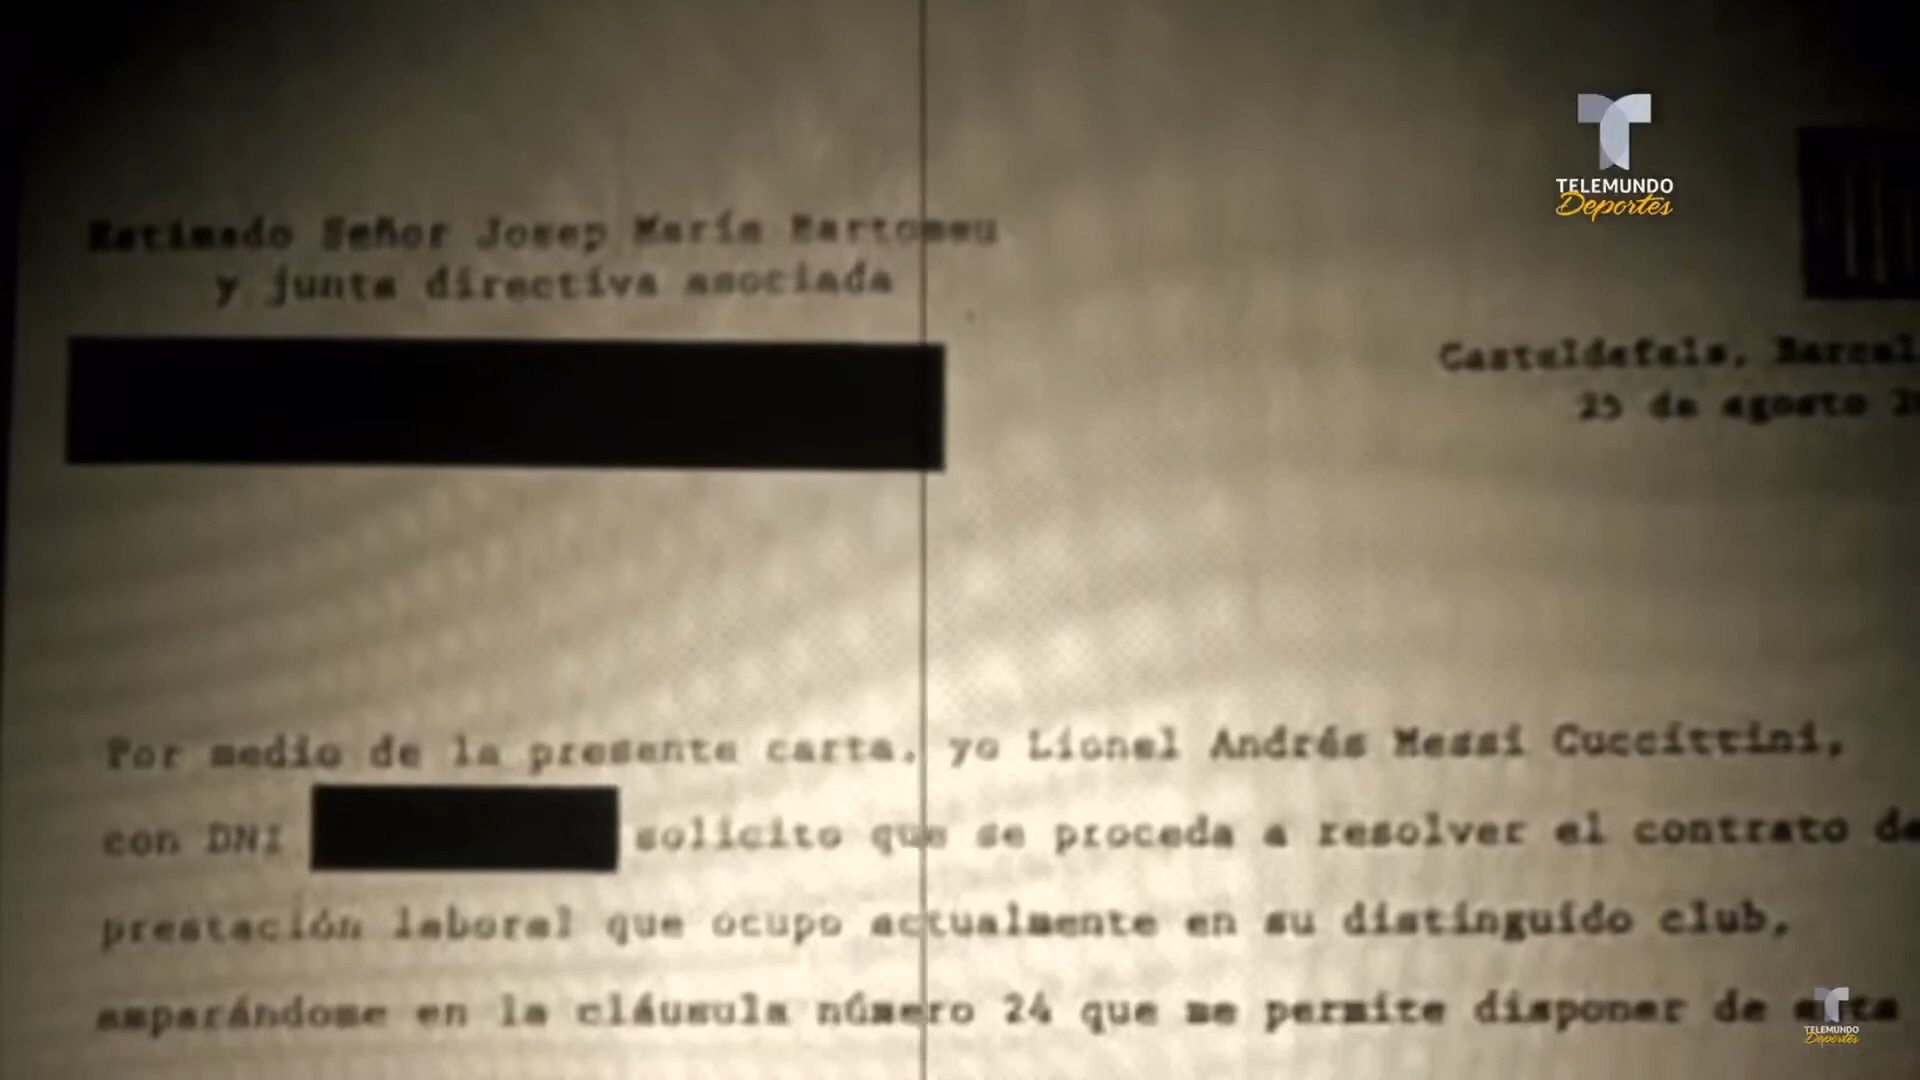 TELEMUNDO
Deportes
Estimado Señor Josep María Bartomeu
y junta directiva asociada
Casteldefels, Barcel
25 de agosto 20
Por medio de la presente carta, yo Lionel Andrés Messi Cuccittini,
con DNI solicito que se proceda a resolver el contrato de
prestación laboral que ocupo actualmente en su distinguido club,
amparándome en la cláusula número 24 que me permite disponer de esta
TELEMUNDO
Deportes